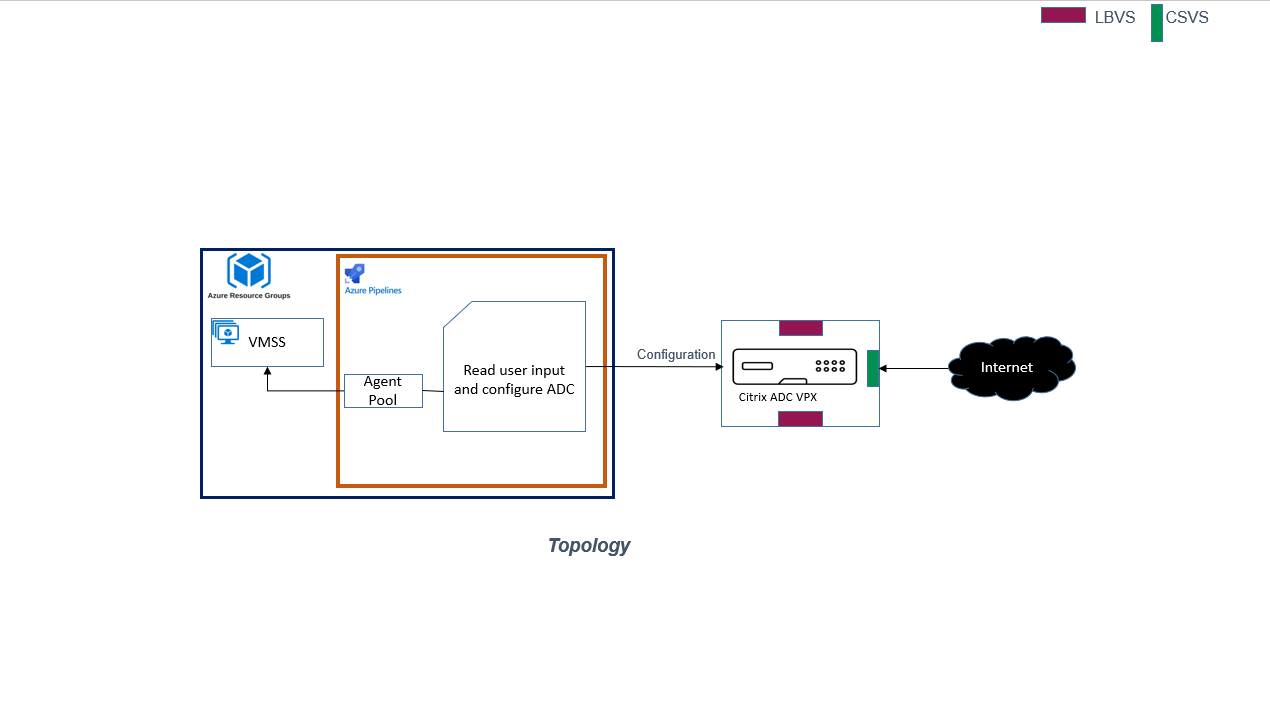 LBVS
CSVS
Azure Resource Groups
Azure Pipelines
VMSS
Agent
Pool
Read user input
and configure ADC
Configuration
Citrix ADC VPX
Internet
Topology